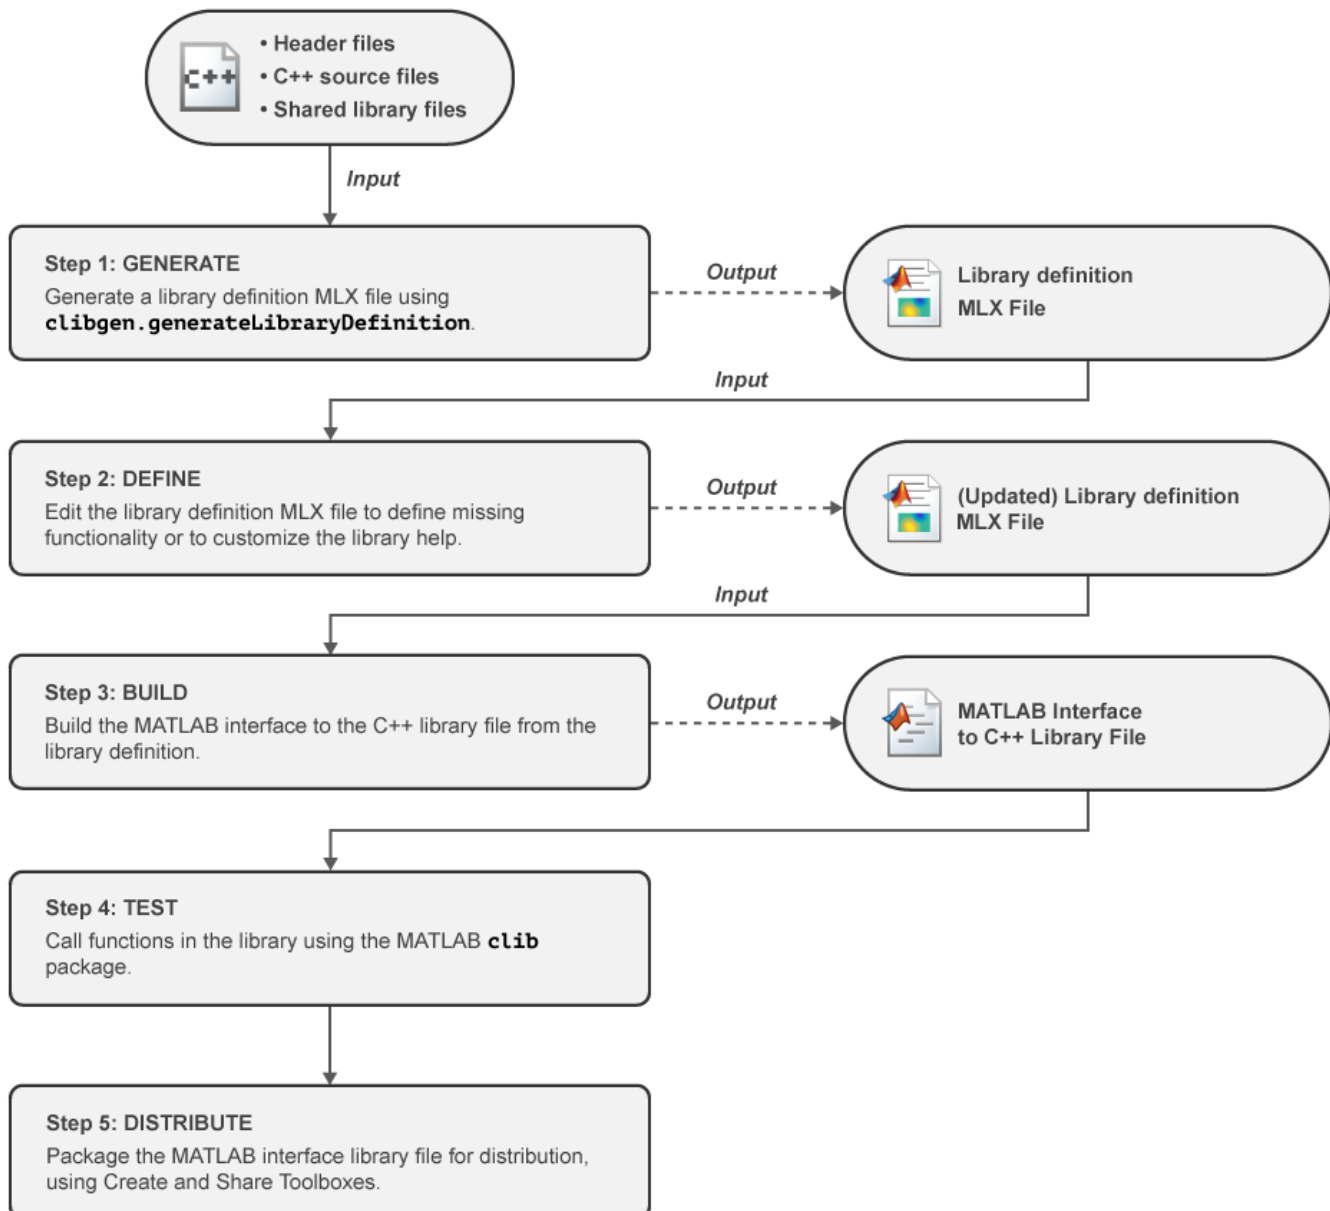 C++
• Header files
• C++ source files
• Shared library files
Input
Step 1: GENERATE
Generate a library definition MLX file using
clibgen.generateLibraryDefinition.
Output
Library definition
MLX File
Input
Step 2: DEFINE
Edit the library definition MLX file to define missing
functionality or to customize the library help.
Output
(Updated) Library definition
MLX File
Input
Step 3: BUILD
Build the MATLAB interface to the C++ library file from the
library definition.
Output
MATLAB Interface
to C++ Library File
Step 4: TEST
Call functions in the library using the MATLAB clib
package.
Step 5: DISTRIBUTE
Package the MATLAB interface library file for distribution,
using Create and Share Toolboxes.